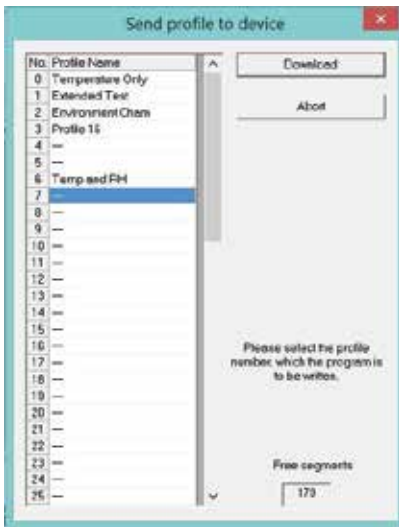 Send profile to device
No. Profile Name
0 Temperature Only
1 Extended Test
2 Environment Cham
3 Profile 16
4 —
5 —
6 Temp and RH
7 —
8 —
9 —
10 —
11 —
12 —
13 —
14 —
15 —
16 —
17 —
18 —
19 —
20 —
21 —
22 —
23 —
24 —
25 —
Download
Abort
Please select the profile
number, which the program is
to be written.
Free segments
179